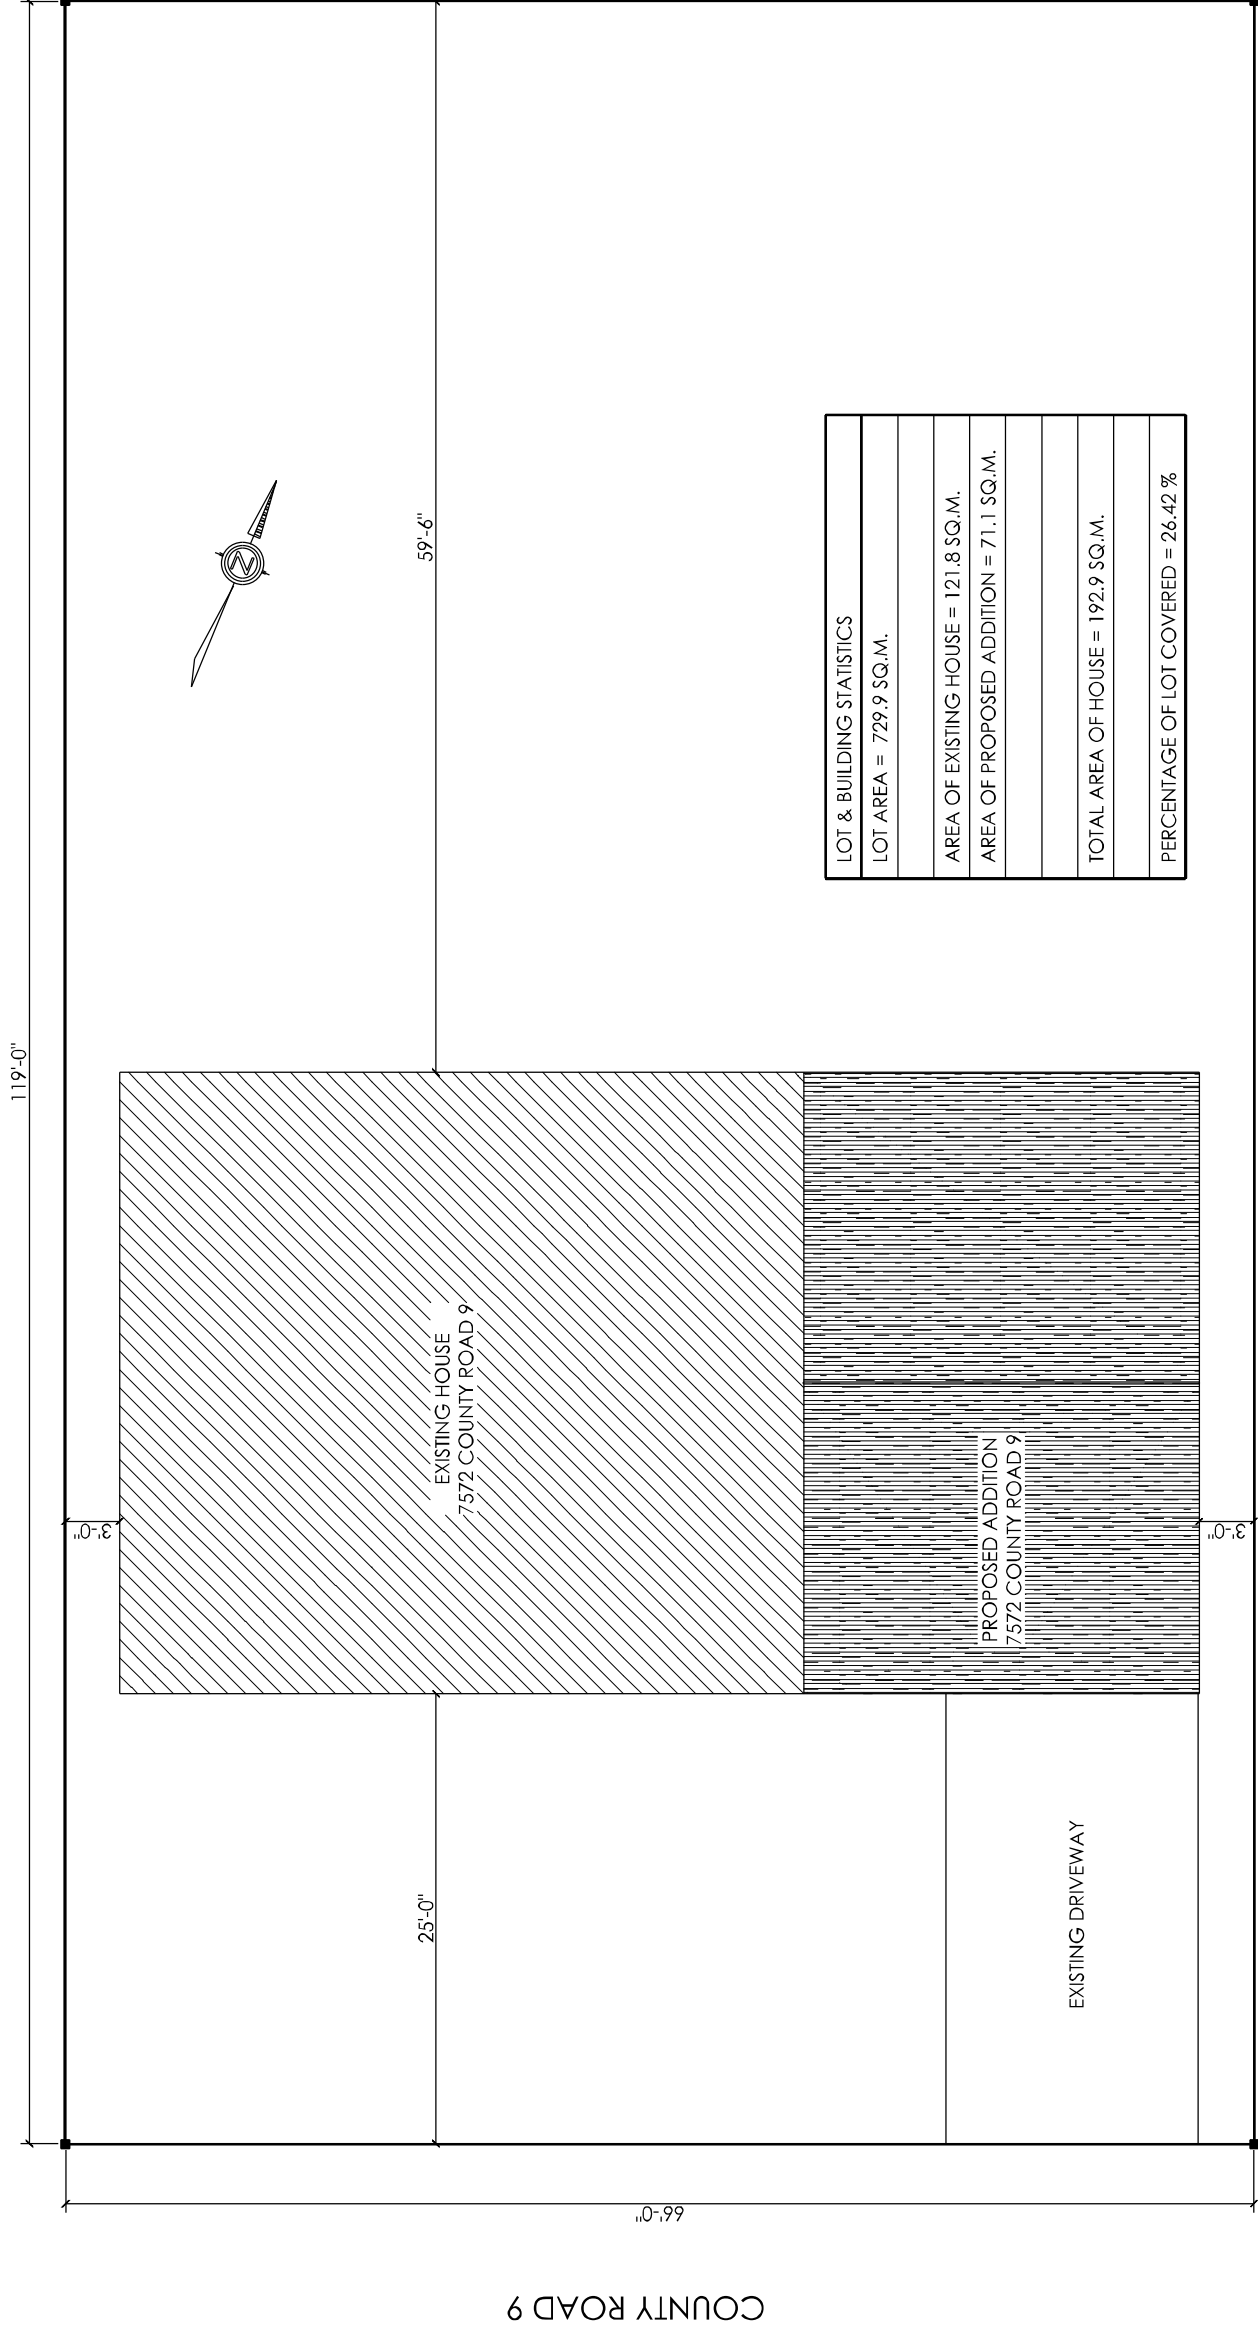 119'-0"
59'-6"
N
LOT & BUILDING STATISTICS
LOT AREA = 729.9 SQ.M.
AREA OF EXISTING HOUSE = 121.8 SQ.M.
AREA OF PROPOSED ADDITION = 71.1 SQ.M.
TOTAL AREA OF HOUSE = 192.9 SQ.M.
PERCENTAGE OF LOT COVERED = 26.42 %
EXISTING HOUSE
7572 COUNTY ROAD 9
3'-0"
PROPOSED ADDITION
7572 COUNTY ROAD 9
3'-0"
25'-0"
EXISTING DRIVEWAY
66'-0"
COUNTY ROAD 9